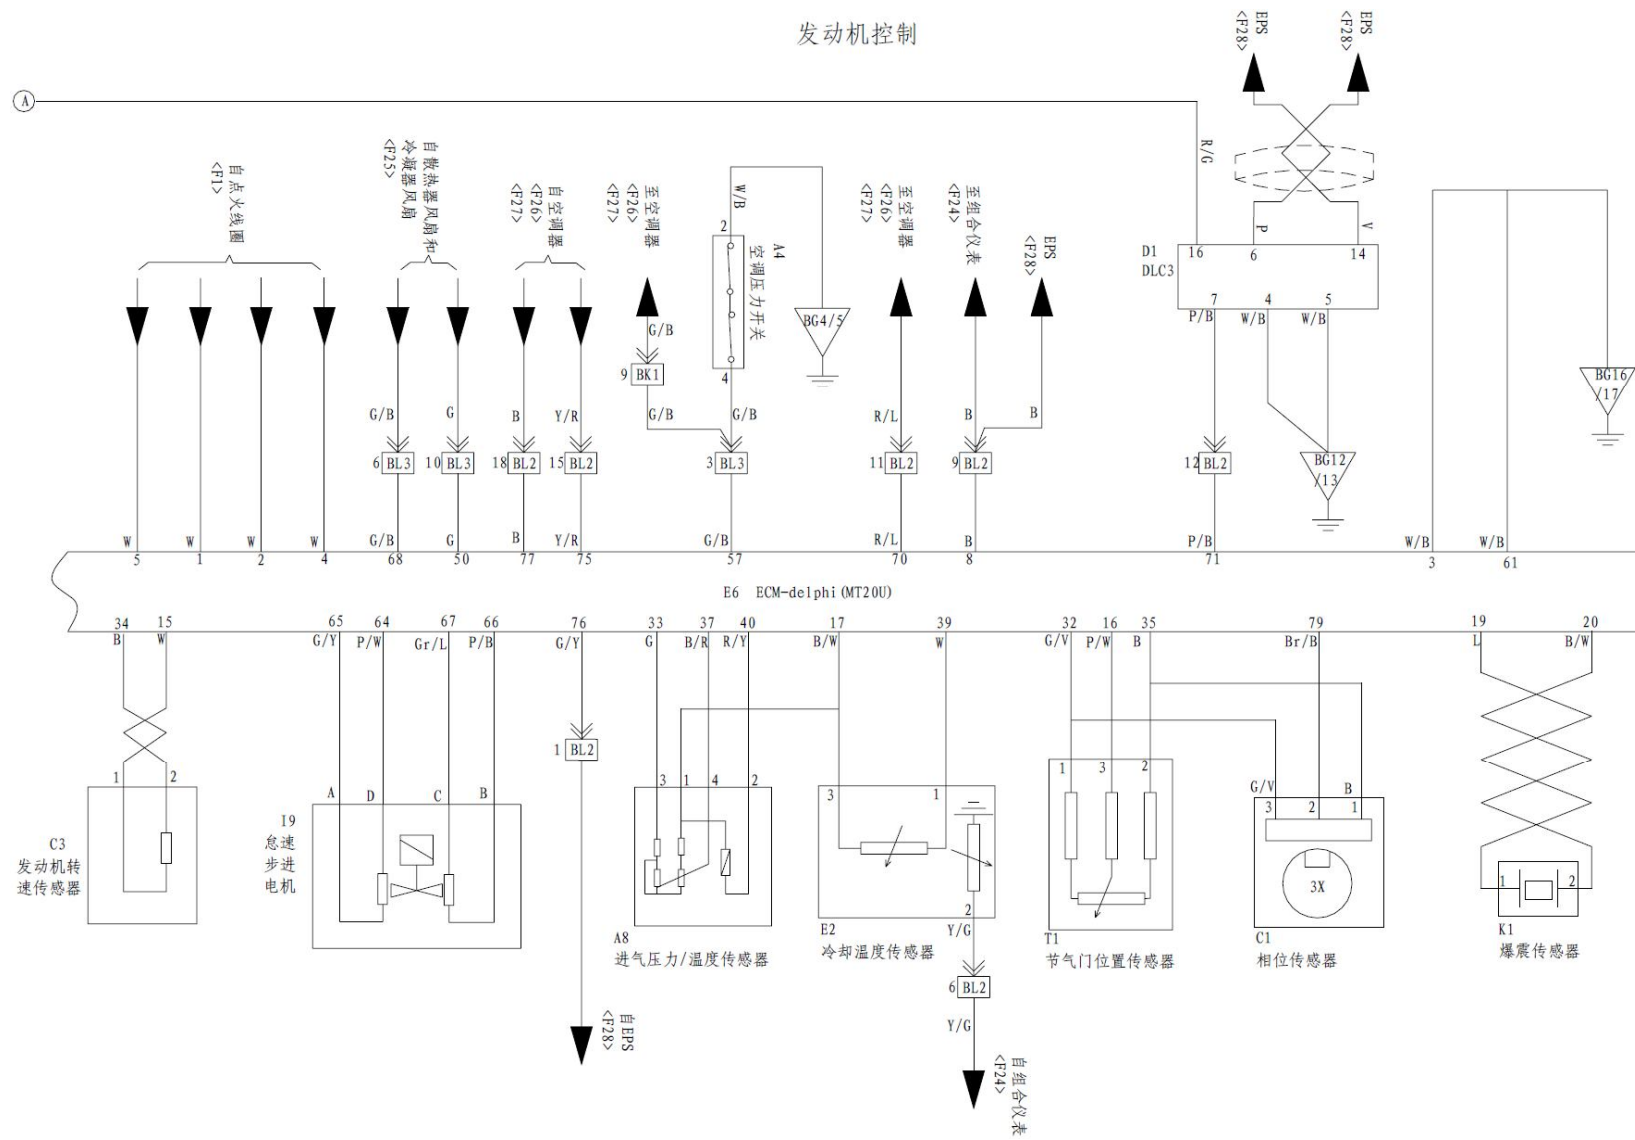 发动机控制
EPS
<F28>
EPS
<F28>
A
R/G
自点火线圈
<F1>
自散热器风扇和
冷凝器风扇
<F25>
自空调器
<F26>
<F27>
至空调器
<F26>
<F27>
W/B
2
A4
空调压力开关
4
BG4/5
至空调器
<F26>
<F27>
至组合仪表
<F24>
EPS
<F28>
P
V
D1
DLC3
16
6
14
7
4
5
P/B
W/B
W/B
G/B
9
BK1
G/B
G/B
G/B
G
B
Y/R
R/L
B
B
6
BL3
10
BL3
18
BL2
15
BL2
3
BL3
11
BL2
9
BL2
12
BL2
BG12
/13
BG16
/17
W
W
W
W
G/B
G
B
Y/R
G/B
R/L
B
P/B
W/B
W/B
5
1
2
4
68
50
77
75
57
70
8
71
3
61
E6 ECM-delphi(MT20U)
34
15
65
64
67
66
76
33
37
40
17
39
32
16
35
79
19
20
B
W
G/Y
P/W
Gr/L
P/B
G/Y
G
B/R
R/Y
B/W
W
G/V
P/W
B
Br/B
L
B/W
1
BL2
1
2
C3
发动机转
速传感器
A
D
C
B
I9
怠速
步进
电机
3
1
4
2
A8
进气压力/温度传感器
3
1
2
E2
冷却温度传感器
Y/G
6
BL2
Y/G
1
3
2
T1
节气门位置传感器
G/V
B
3
2
1
3X
C1
相位传感器
1
2
K1
爆震传感器
自EPS
<F28>
自组合仪表
<F24>